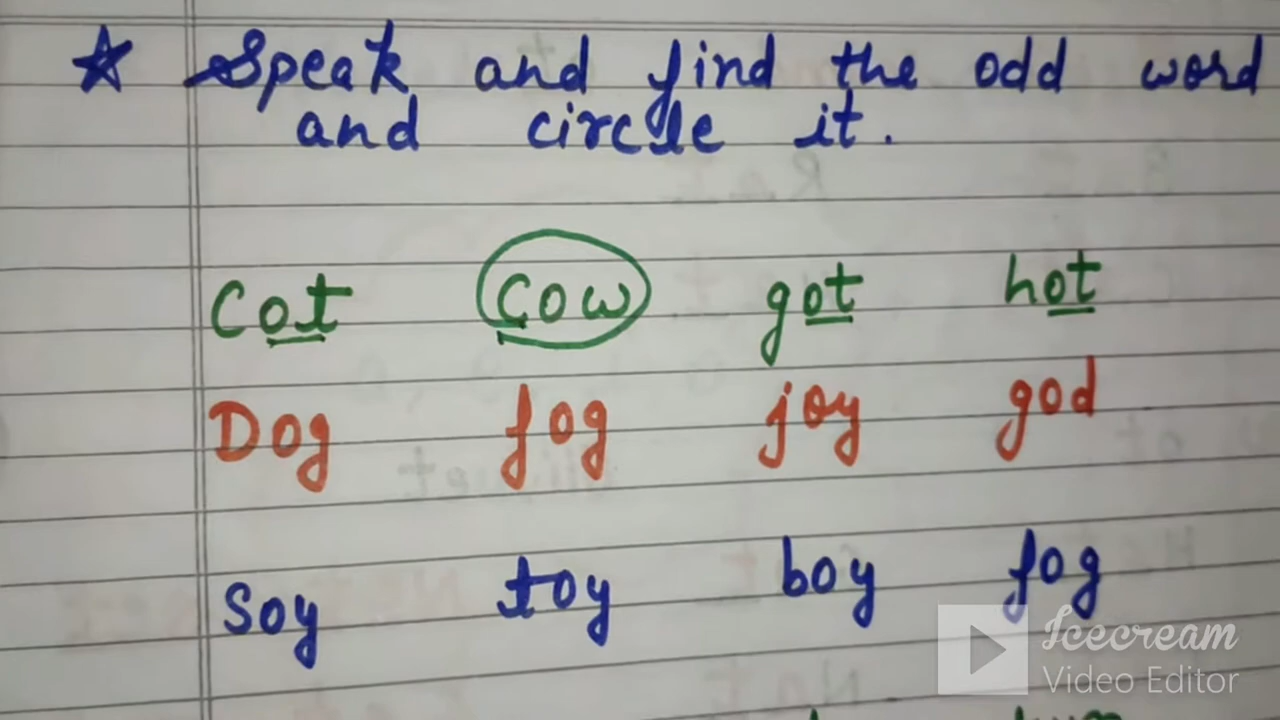 ★ Speak and find the odd word
and circle it.
Cot cow got hot
Dog fog joy god
Soy toy boy fog
Icecream
Video Editor